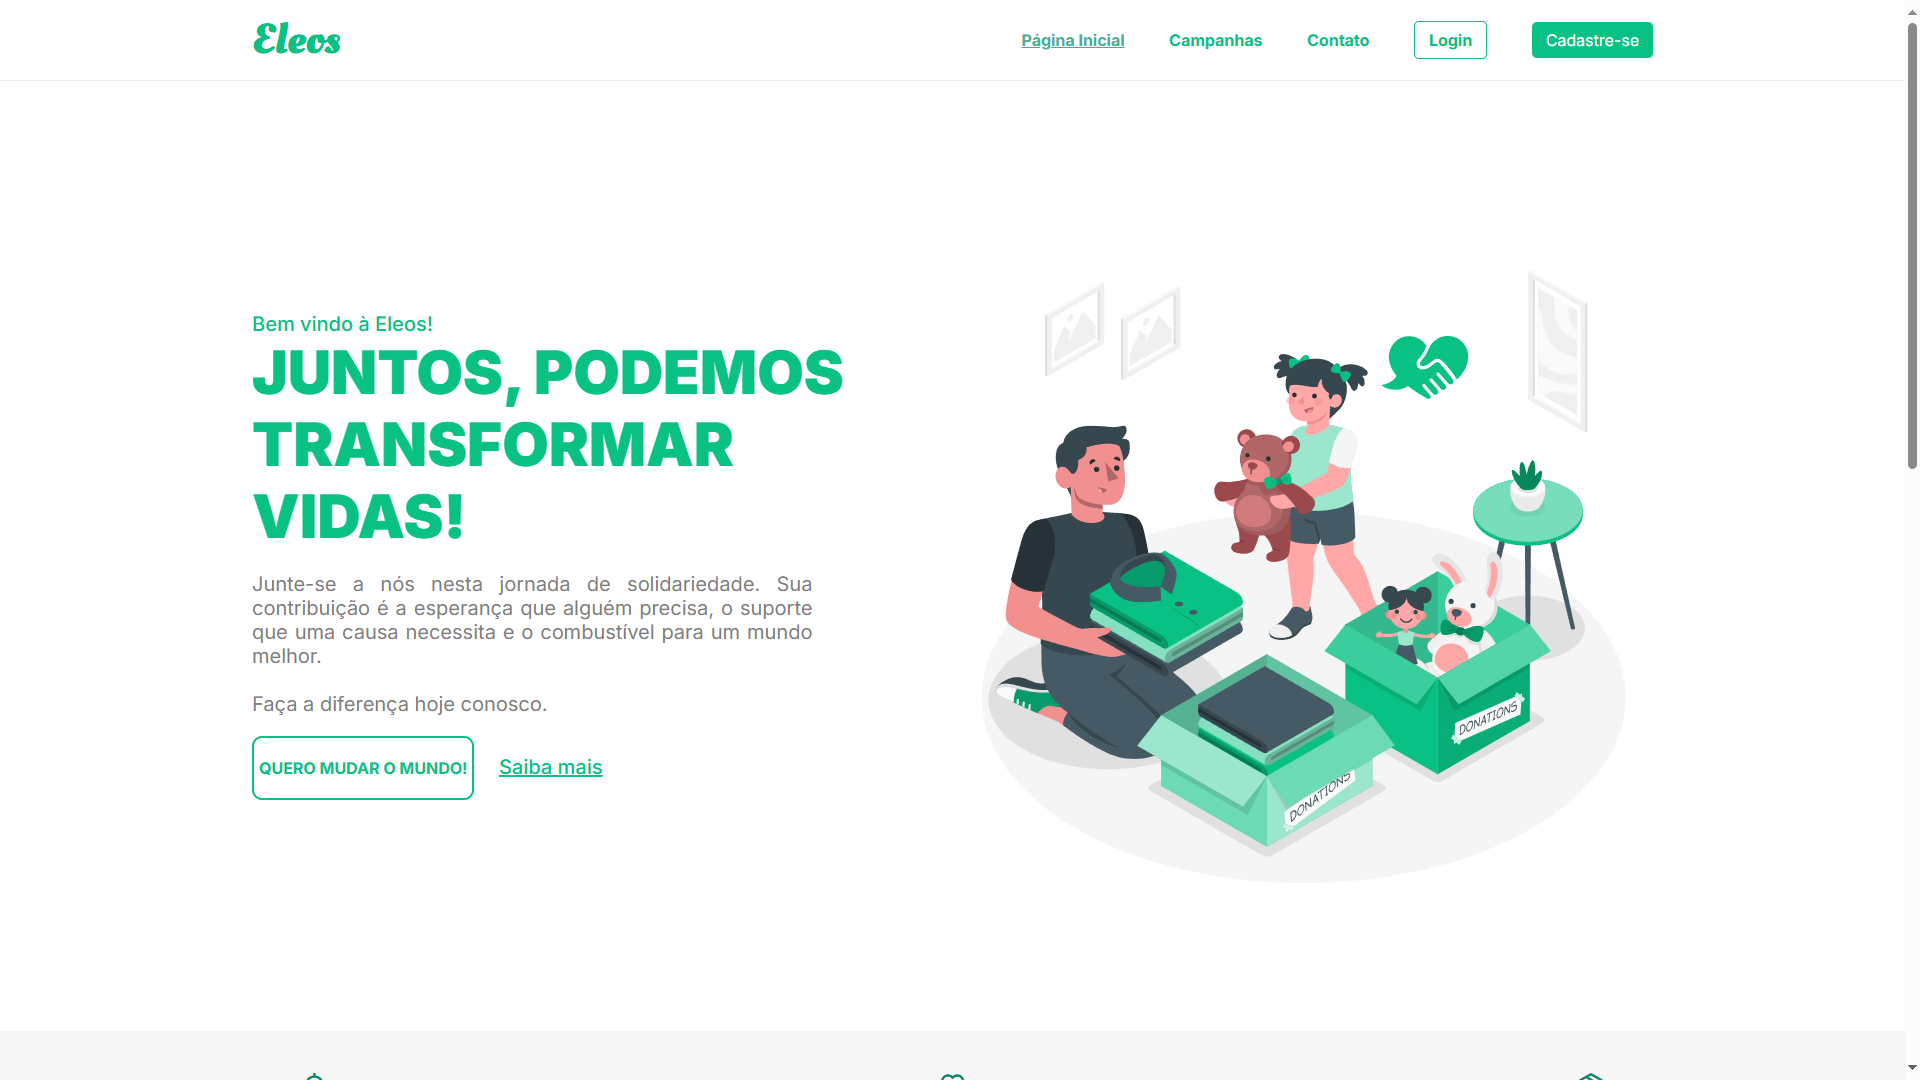 Eleos
Página Inicial
Campanhas
Contato
Login
Cadastre-se
Bem vindo à Eleos!
JUNTOS, PODEMOS
TRANSFORMAR
VIDAS!
Junte-se a nós nesta jornada de solidariedade. Sua
contribuição é a esperança que alguém precisa, o suporte
que uma causa necessita e o combustível para um mundo
melhor.
Faça a diferença hoje conosco.
QUERO MUDAR O MUNDO!
Saiba mais
DONATIONS
DONATIONS